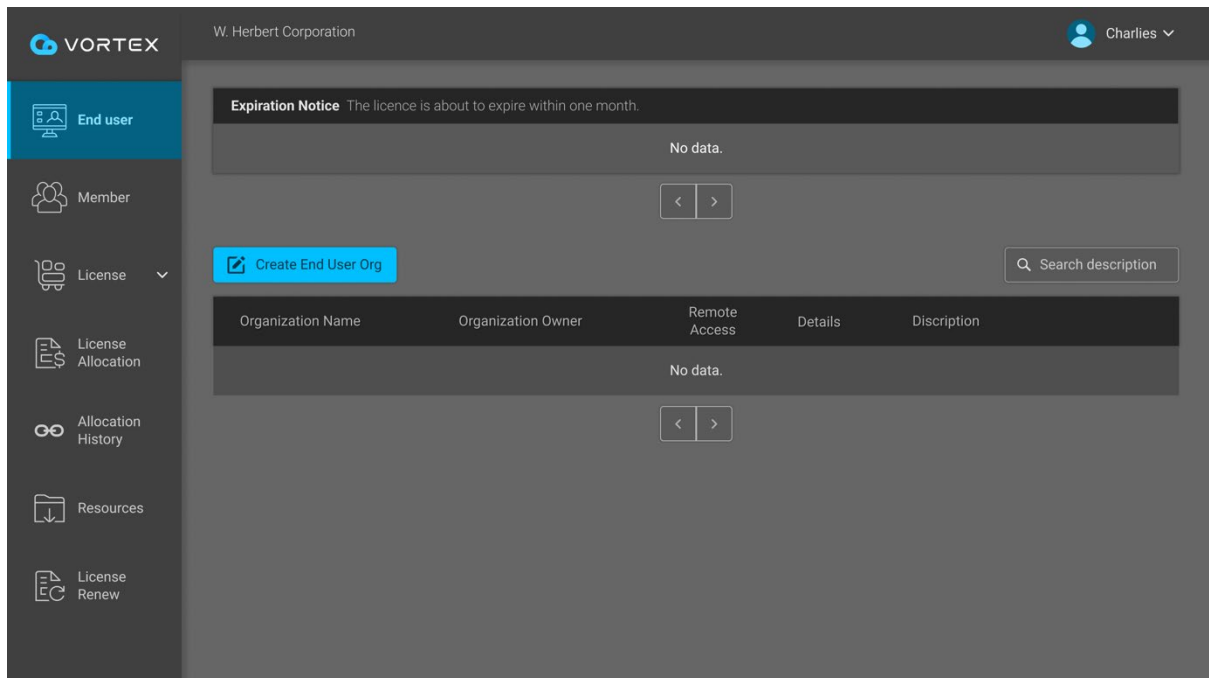 VORTEX
W. Herbert Corporation
Charlies
End user
Member
License
License
Allocation
Allocation
History
Resources
License
Renew
Expiration Notice The licence is about to expire within one month.
No data.
< >
Create End User Org
Search description
Organization Name Organization Owner Remote Access Details Discription
No data.
< >